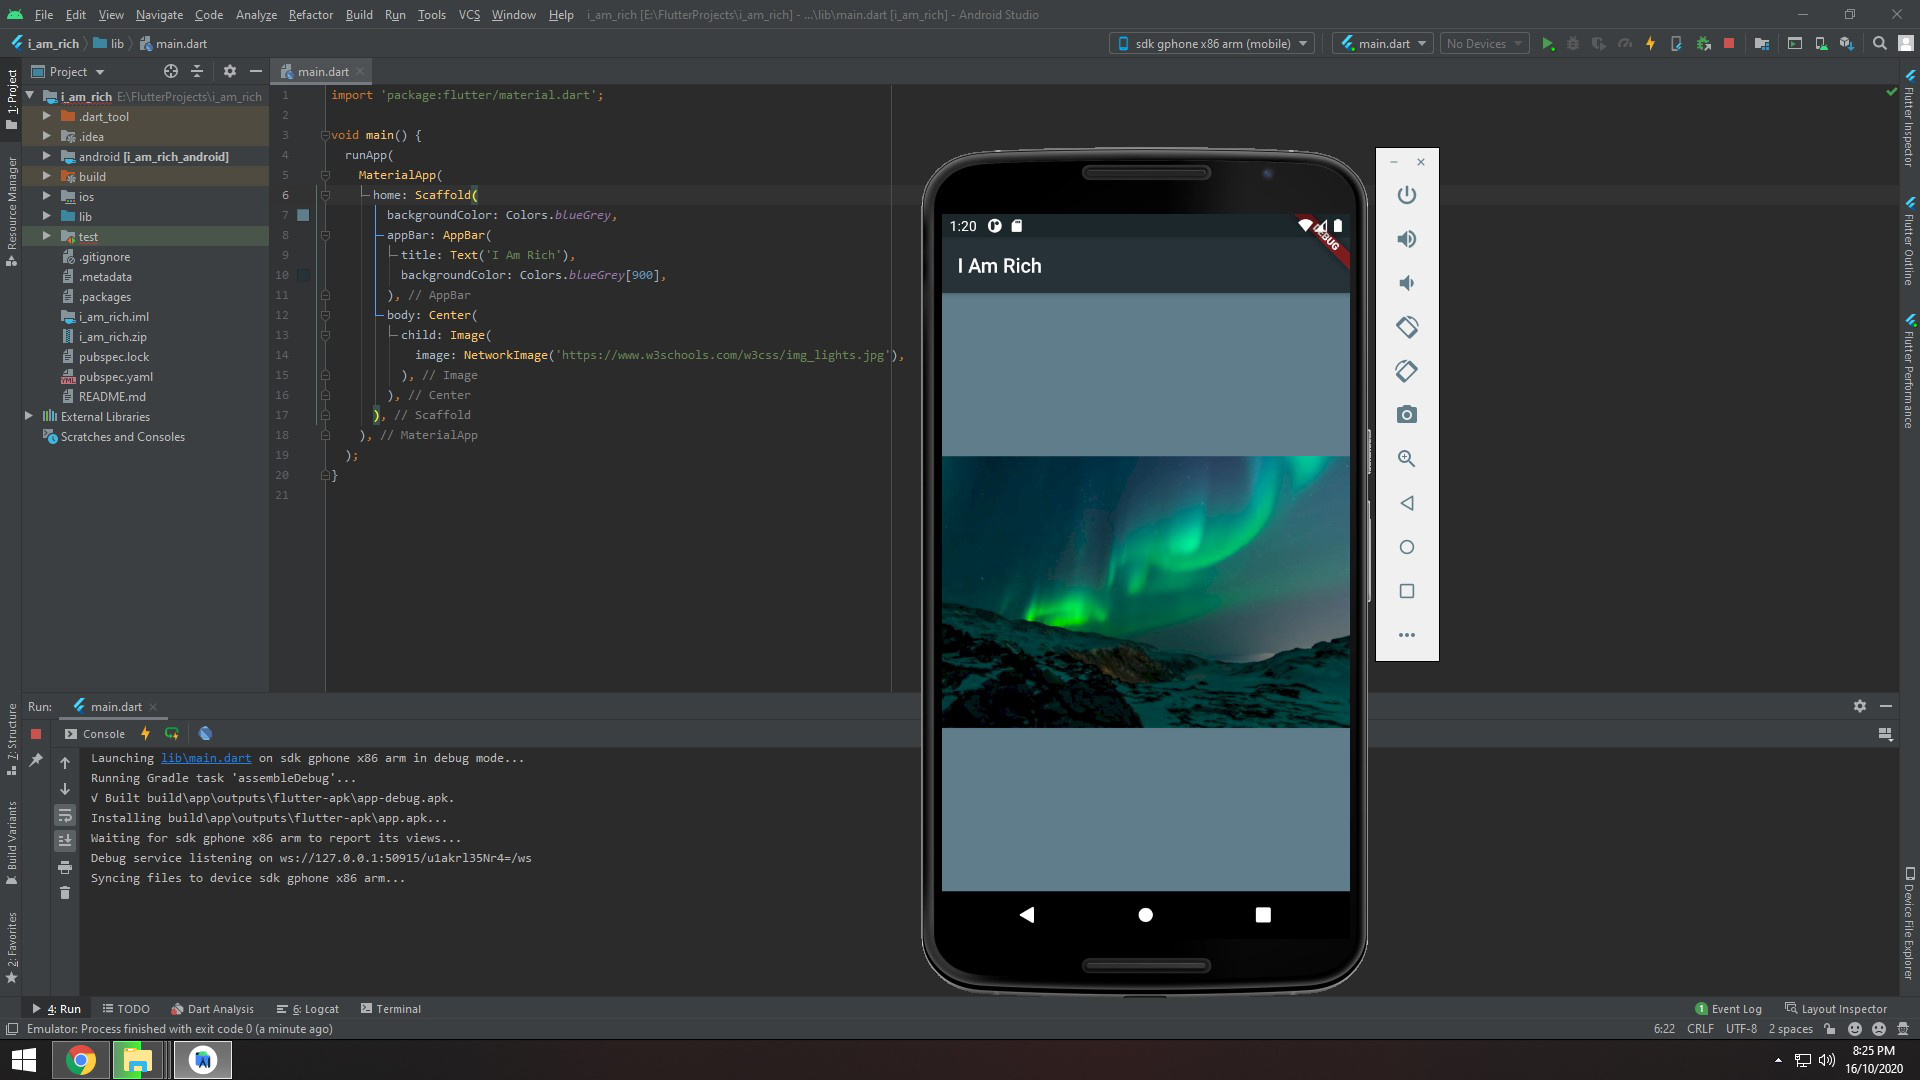 File Edit View Navigate Code Analyze Refactor Build Run Tools VCS Window Help i_am_rich [E:\FlutterProjects\i_am_rich] - ...\lib\main.dart [i_am_rich] - Android Studio
i_am_rich lib main.dart
sdk gphone x86 arm (mobile) main.dart No Devices
Project
main.dart
1: Project
Resource Manager
i_am_rich E:\FlutterProjects\i_am_rich
.dart_tool
.idea
android [i_am_rich_android]
build
ios
lib
test
.gitignore
.metadata
.packages
i_am_rich.iml
i_am_rich.zip
pubspec.lock
pubspec.yaml
README.md
External Libraries
Scratches and Consoles
1 import 'package:flutter/material.dart';
2
3 void main() {
4 runApp(
5 MaterialApp(
6 home: Scaffold(
7 backgroundColor: Colors.blueGrey,
8 appBar: AppBar(
9 title: Text('I Am Rich'),
10 backgroundColor: Colors.blueGrey[900],
11 ), // AppBar
12 body: Center(
13 child: Image(
14 image: NetworkImage('https://www.w3schools.com/w3css/img_lights.jpg'),
15 ), // Image
16 ), // Center
17 ), // Scaffold
18 ), // MaterialApp
19 );
20 }
21
1:20
DEBUG
I Am Rich
Flutter Inspector
Flutter Outline
Flutter Performance
Device File Explorer
7: Structure
Build Variants
2: Favorites
Run: main.dart
Console
Launching lib\main.dart on sdk gphone x86 arm in debug mode...
Running Gradle task 'assembleDebug'...
√ Built build\app\outputs\flutter-apk\app-debug.apk.
Installing build\app\outputs\flutter-apk\app.apk...
Waiting for sdk gphone x86 arm to report its views...
Debug service listening on ws://127.0.0.1:50915/u1akrl35Nr4=/ws
Syncing files to device sdk gphone x86 arm...
4: Run TODO Dart Analysis 6: Logcat Terminal 1 Event Log Layout Inspector
Emulator: Process finished with exit code 0 (a minute ago) 6:22 CRLF UTF-8 2 spaces
8:25 PM
16/10/2020